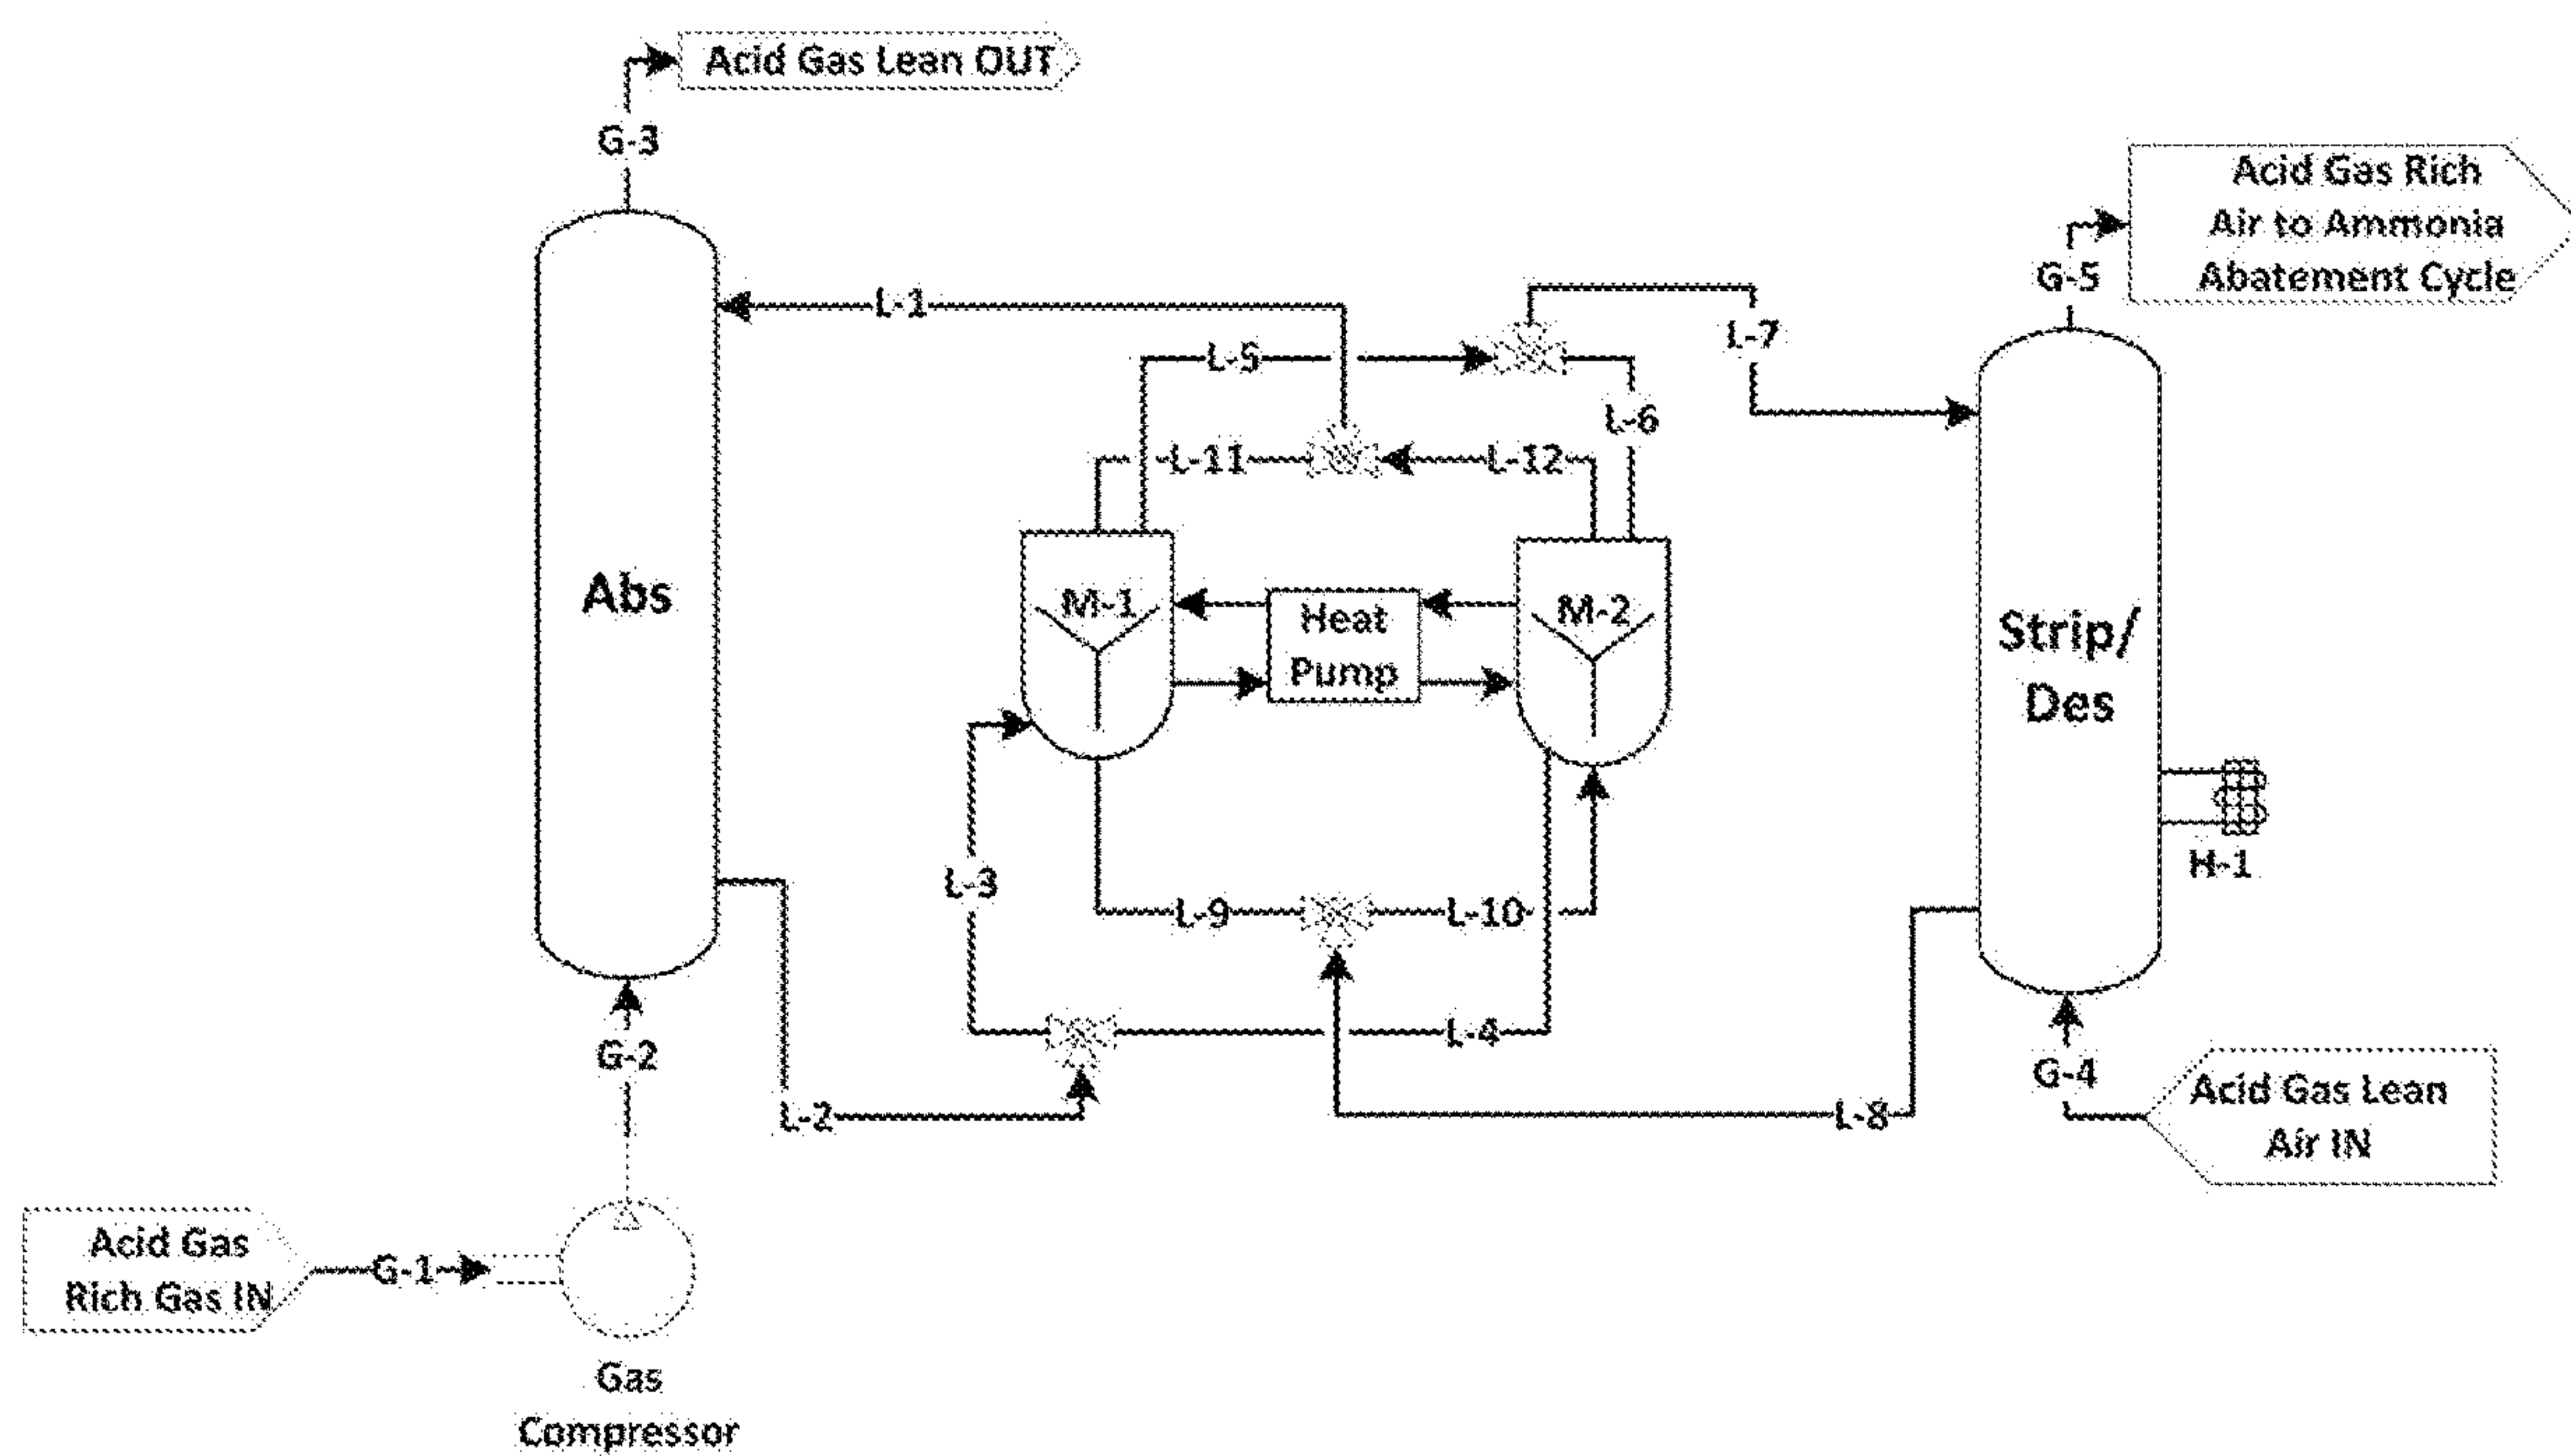 Acid Gas Lean OUT
G-3
Acid Gas Rich
Air to Ammonia
Abatement Cycle
G-5
L-1
L-7
L-5
L-6
L-11
L-12
Abs
M-1
Heat
Pump
M-2
Strip/
Des
H-1
L-3
L-9
L-10
L-4
G-2
L-2
L-8
G-4
Acid Gas Lean
Air IN
Acid Gas
Rich Gas IN
G-1
Gas
Compressor